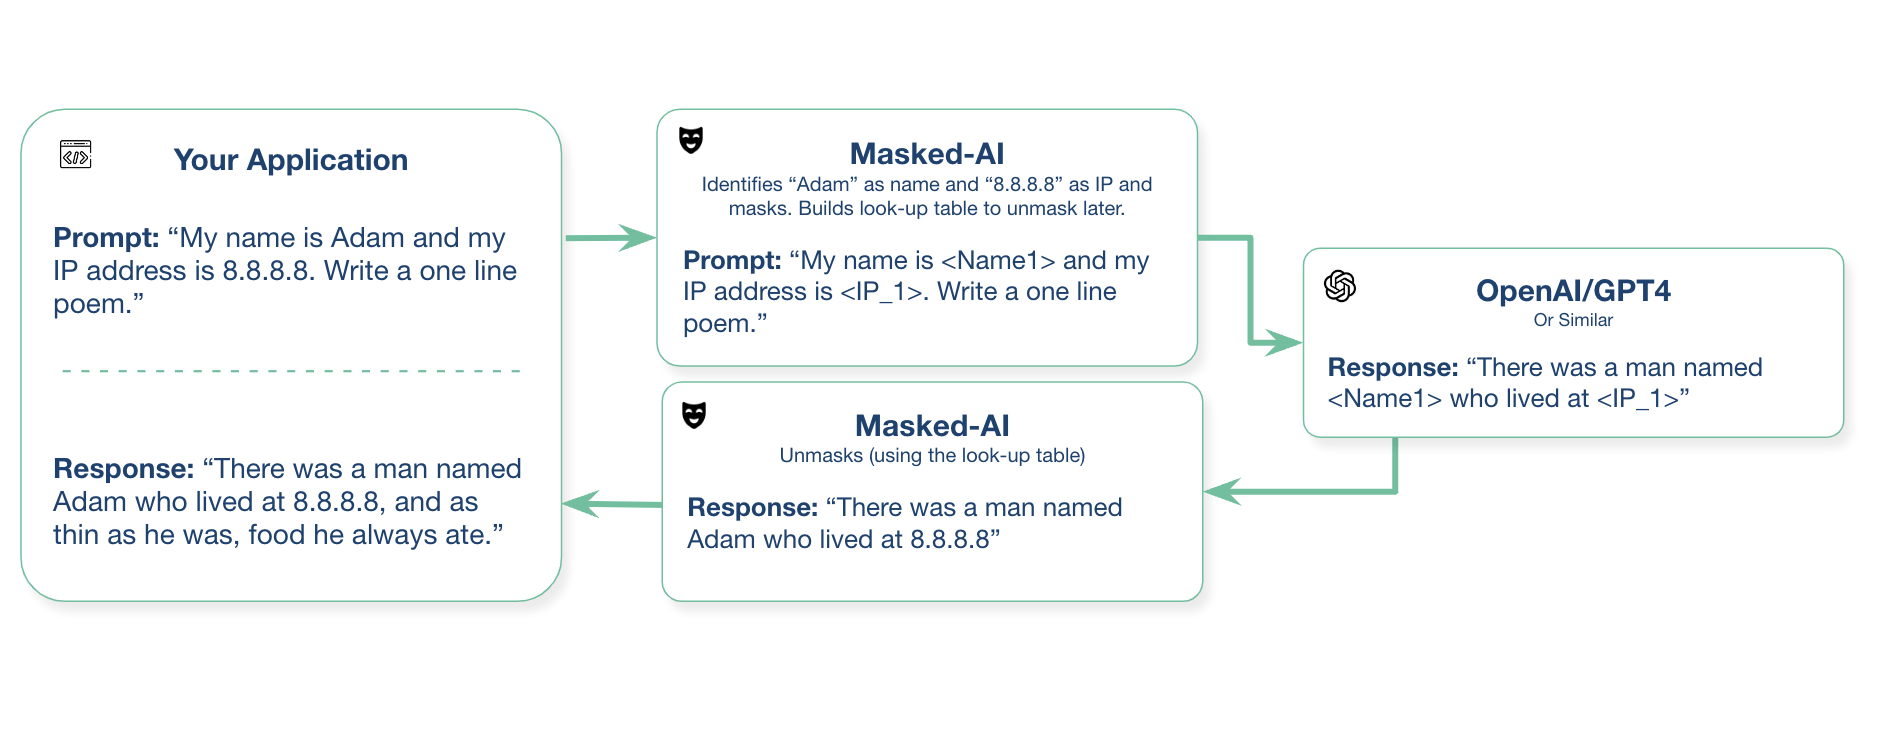 Your Application
Prompt: “My name is Adam and my
IP address is 8.8.8.8. Write a one line
poem.”
Response: “There was a man named
Adam who lived at 8.8.8.8, and as
thin as he was, food he always ate.”
Masked-AI
Identifies “Adam” as name and “8.8.8.8” as IP and
masks. Builds look-up table to unmask later.
Prompt: “My name is <Name1> and my
IP address is <IP_1>. Write a one line
poem.”
OpenAI/GPT4
Or Similar
Response: “There was a man named
<Name1> who lived at <IP_1>”
Masked-AI
Unmasks (using the look-up table)
Response: “There was a man named
Adam who lived at 8.8.8.8”